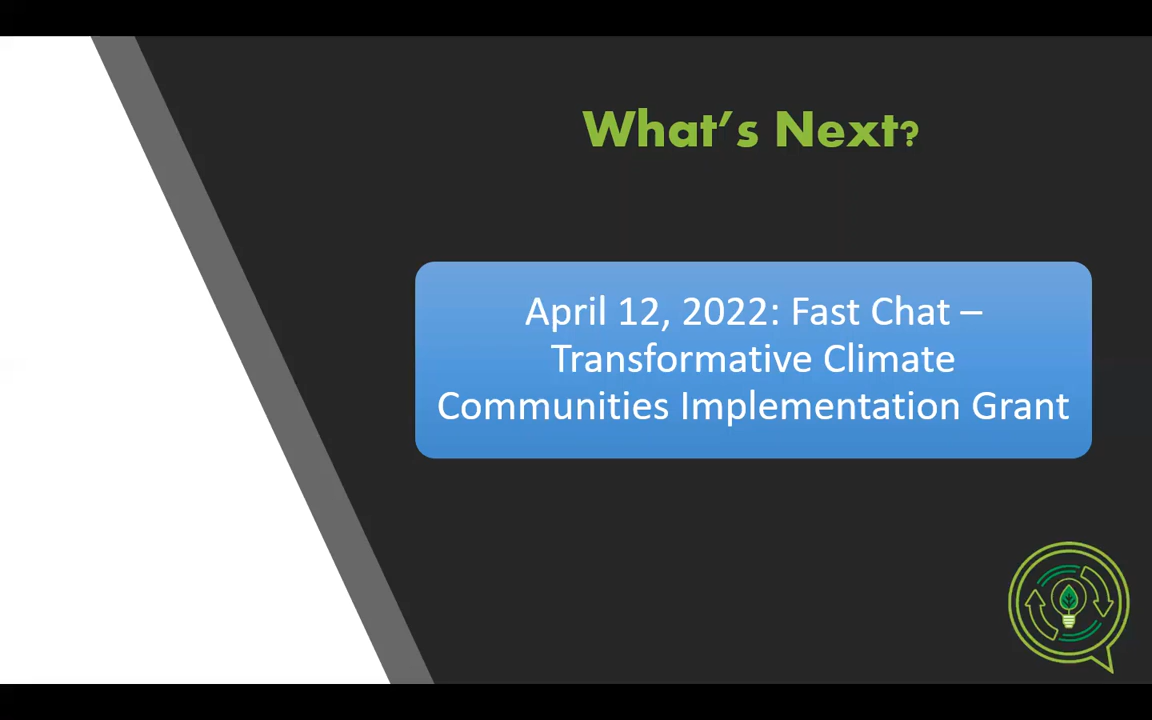 What's Next?
April 12, 2022: Fast Chat –
Transformative Climate
Communities Implementation Grant